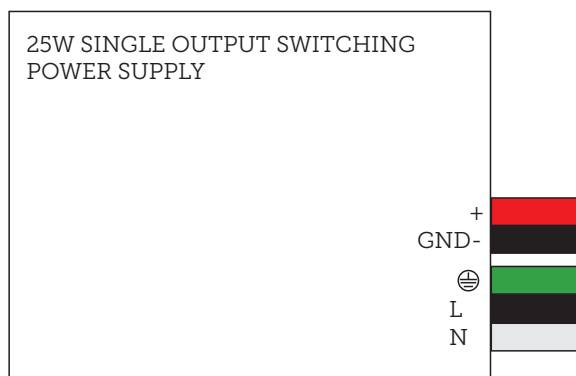 25W SINGLE OUTPUT SWITCHING
POWER SUPPLY
+
GND-
L
N